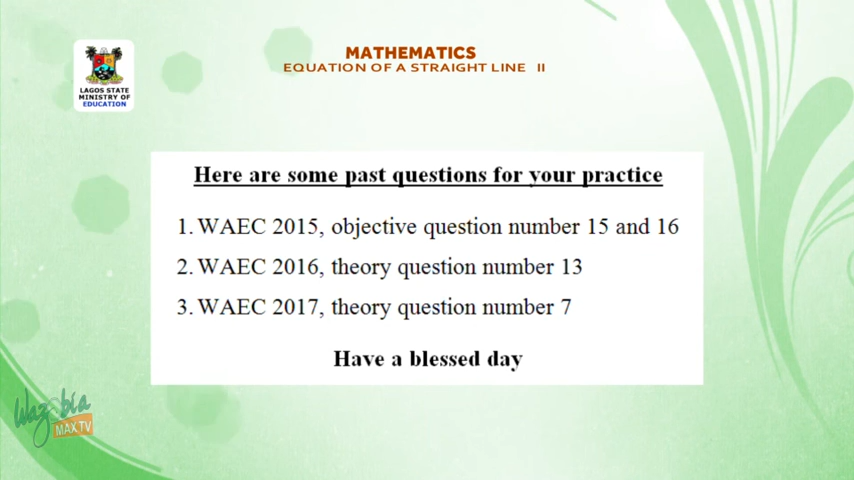 MATHEMATICS
EQUATION OF A STRAIGHT LINE II
LAGOS STATE
MINISTRY OF
EDUCATION
Here are some past questions for your practice
1. WAEC 2015, objective question number 15 and 16
2. WAEC 2016, theory question number 13
3. WAEC 2017, theory question number 7
Have a blessed day
Wazobia
MAX TV